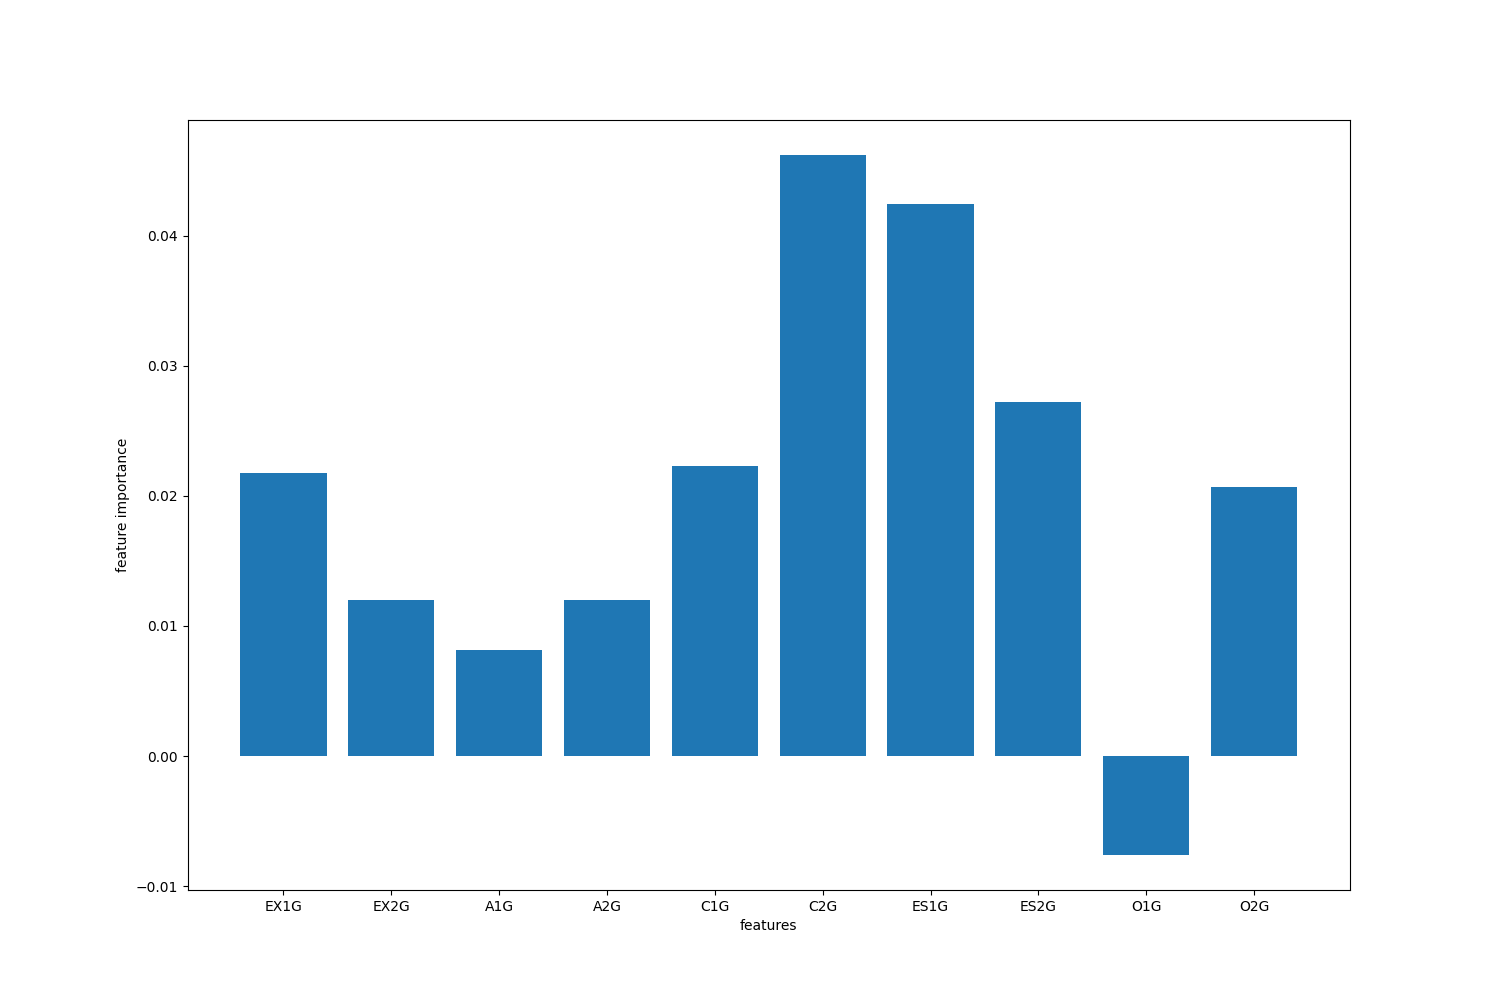 feature importance
0.04
0.03
0.02
0.01
0.00
−0.01
EX1G EX2G A1G A2G C1G C2G ES1G ES2G O1G O2G
features